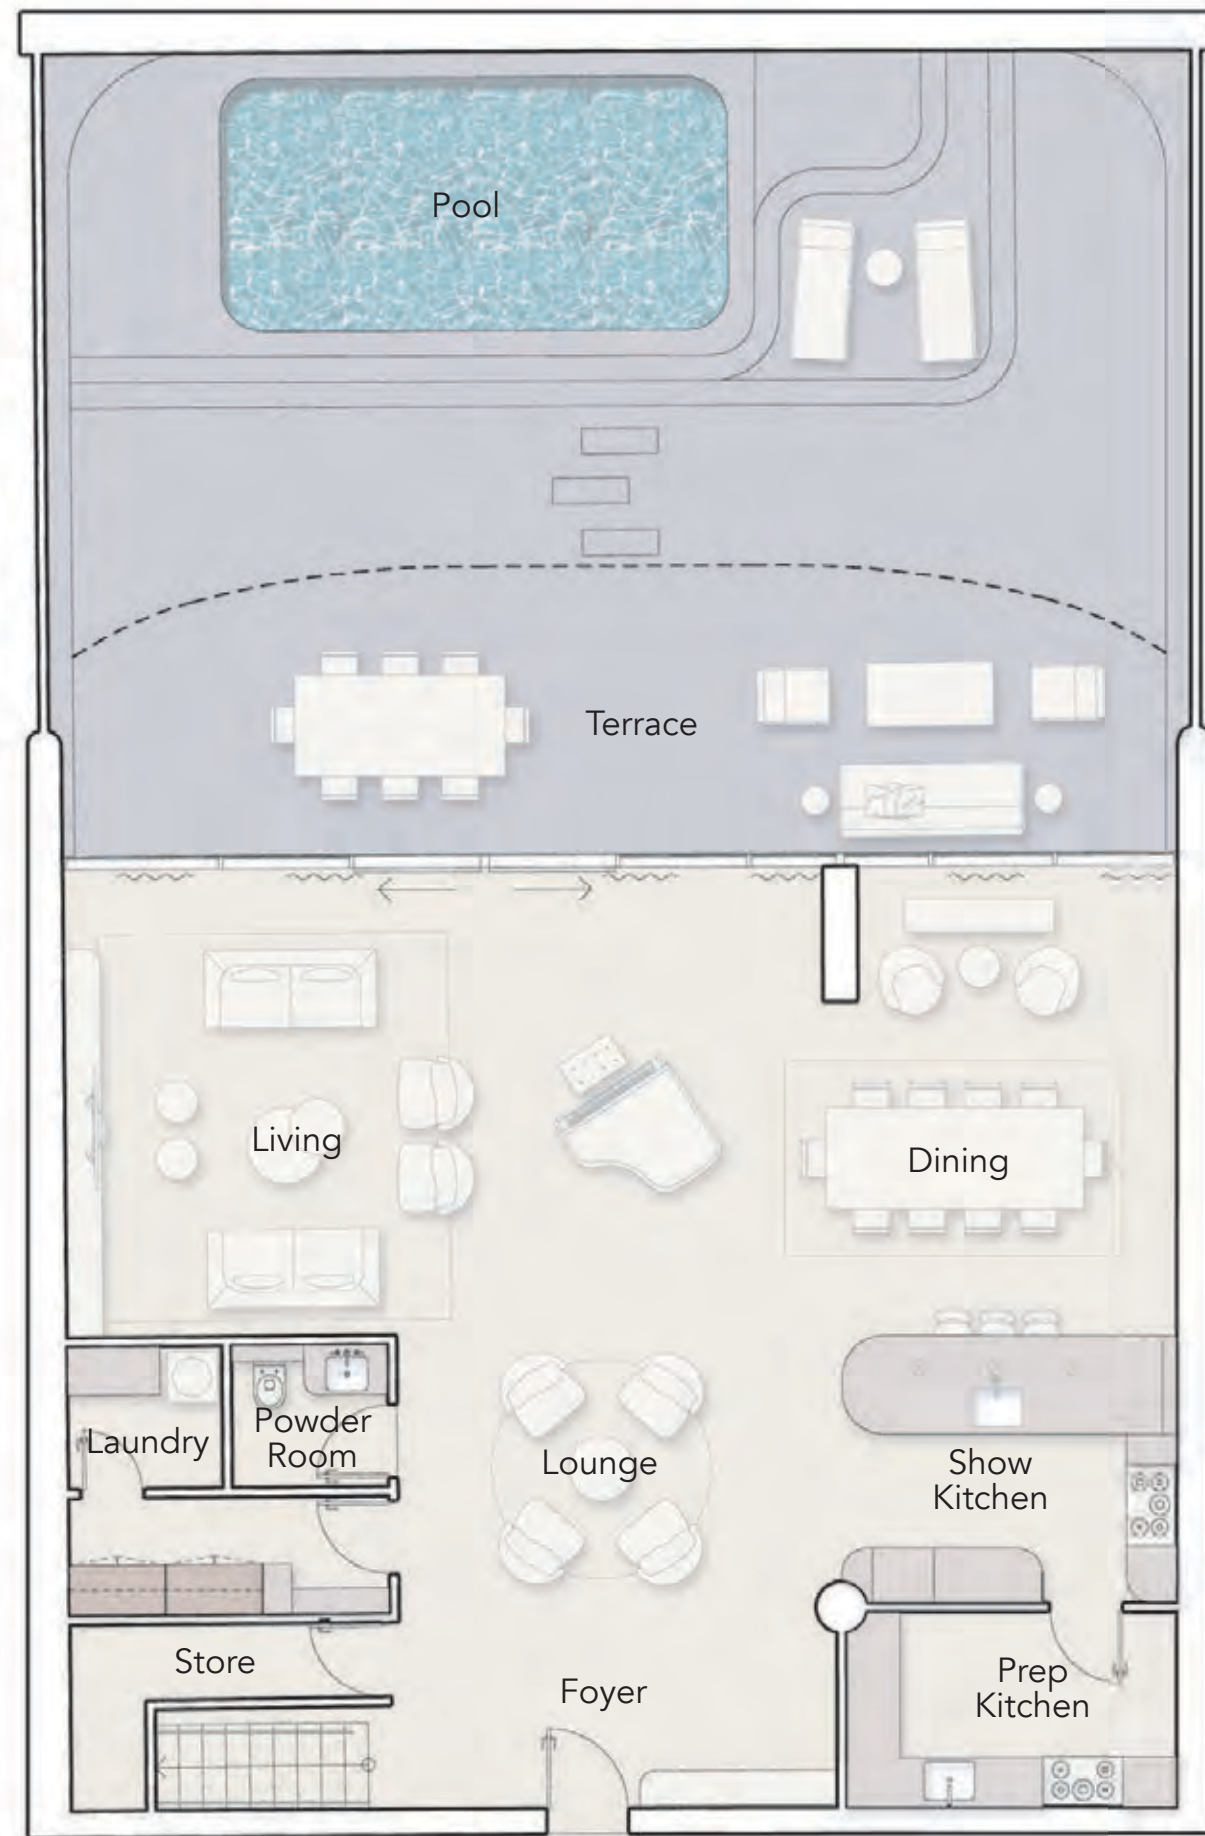 Pool
Terrace
Living
Dining
Laundry
Powder
Room
Lounge
Show
Kitchen
Store
Foyer
Prep
Kitchen